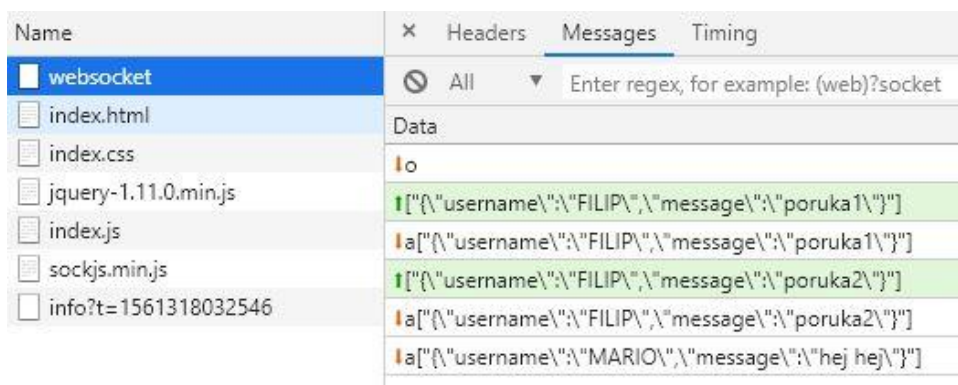 Name
websocket
index.html
index.css
jquery-1.11.0.min.js
index.js
sockjs.min.js
info?t=1561318032546
× Headers Messages Timing
All ▼ Enter regex, for example: (web)?socket
Data
⬇o
⬆["{\"username\":\"FILIP\",\"message\":\"poruka1\"}"]
⬇a["{\"username\":\"FILIP\",\"message\":\"poruka1\"}"]
⬆["{\"username\":\"FILIP\",\"message\":\"poruka2\"}"]
⬇a["{\"username\":\"FILIP\",\"message\":\"poruka2\"}"]
⬇a["{\"username\":\"MARIO\",\"message\":\"hej hej\"}"]